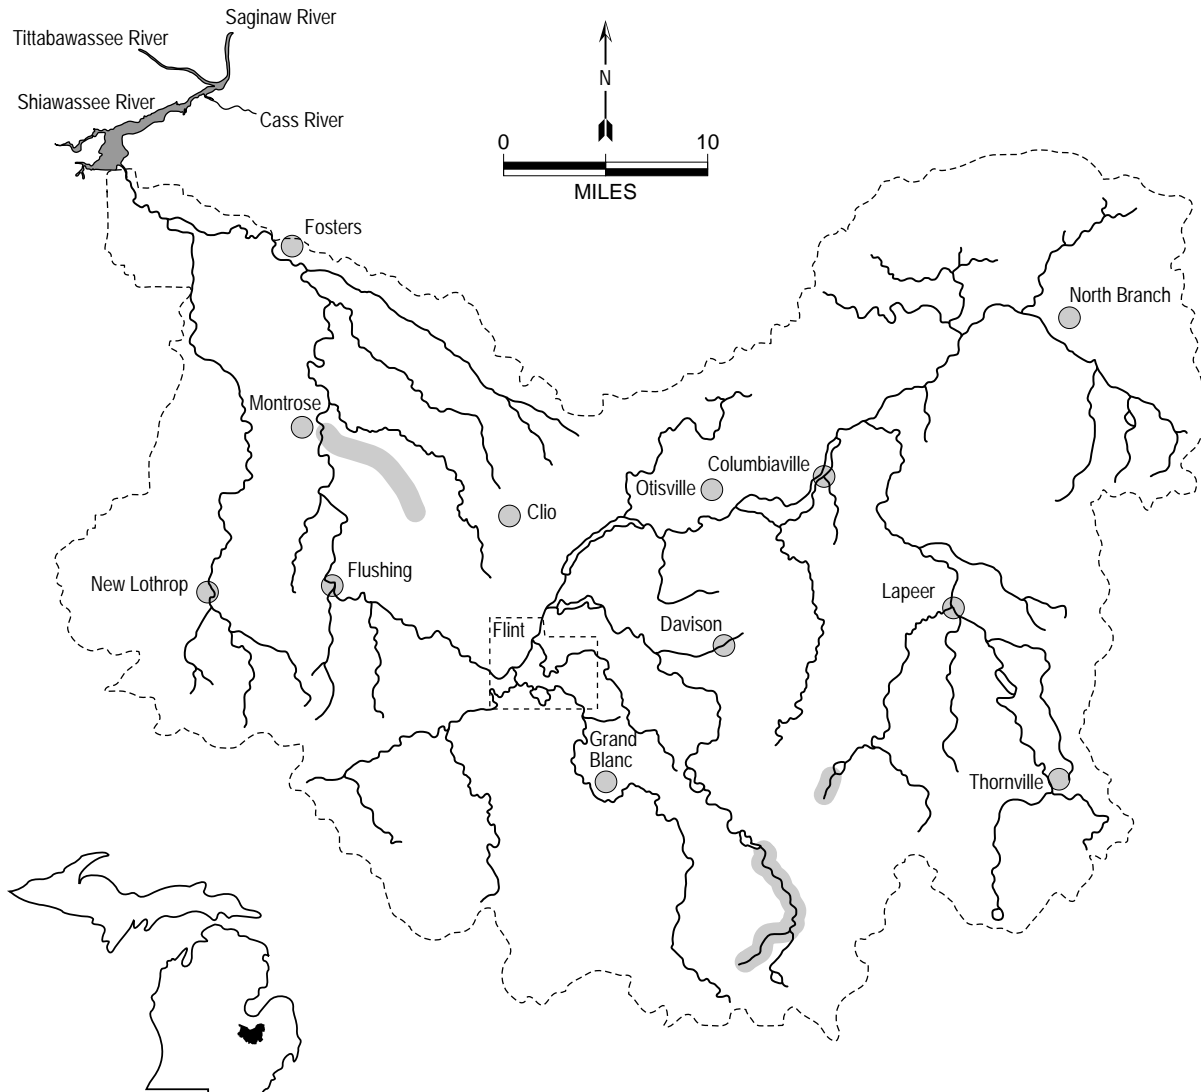 Saginaw River
Tittabawassee River
Shiawassee River
Cass River
N
0 10
MILES
Fosters
North Branch
Montrose
Columbiaville
Otisville
Clio
New Lothrop
Flushing
Lapeer
Flint
Davison
Grand
Blanc
Thornville